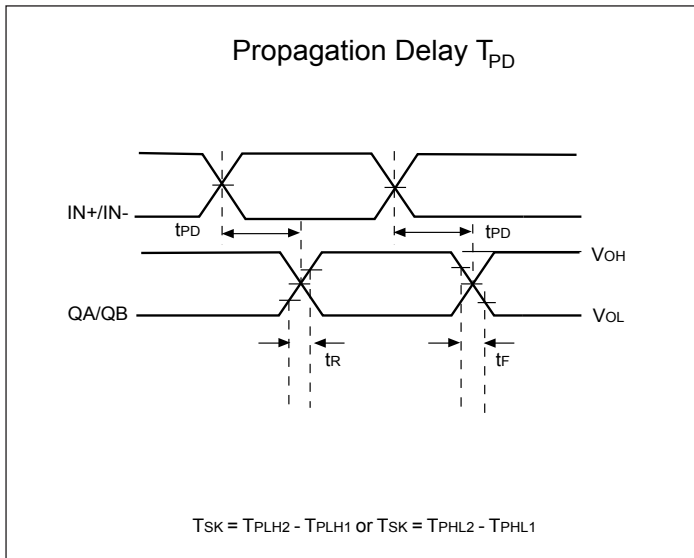 Propagation Delay TPD
IN+/IN-
tPD
tPD
VOH
QA/QB
VOL
tR
tF
TSK = TPLH2 - TPLH1 or TSK = TPHL2 - TPHL1